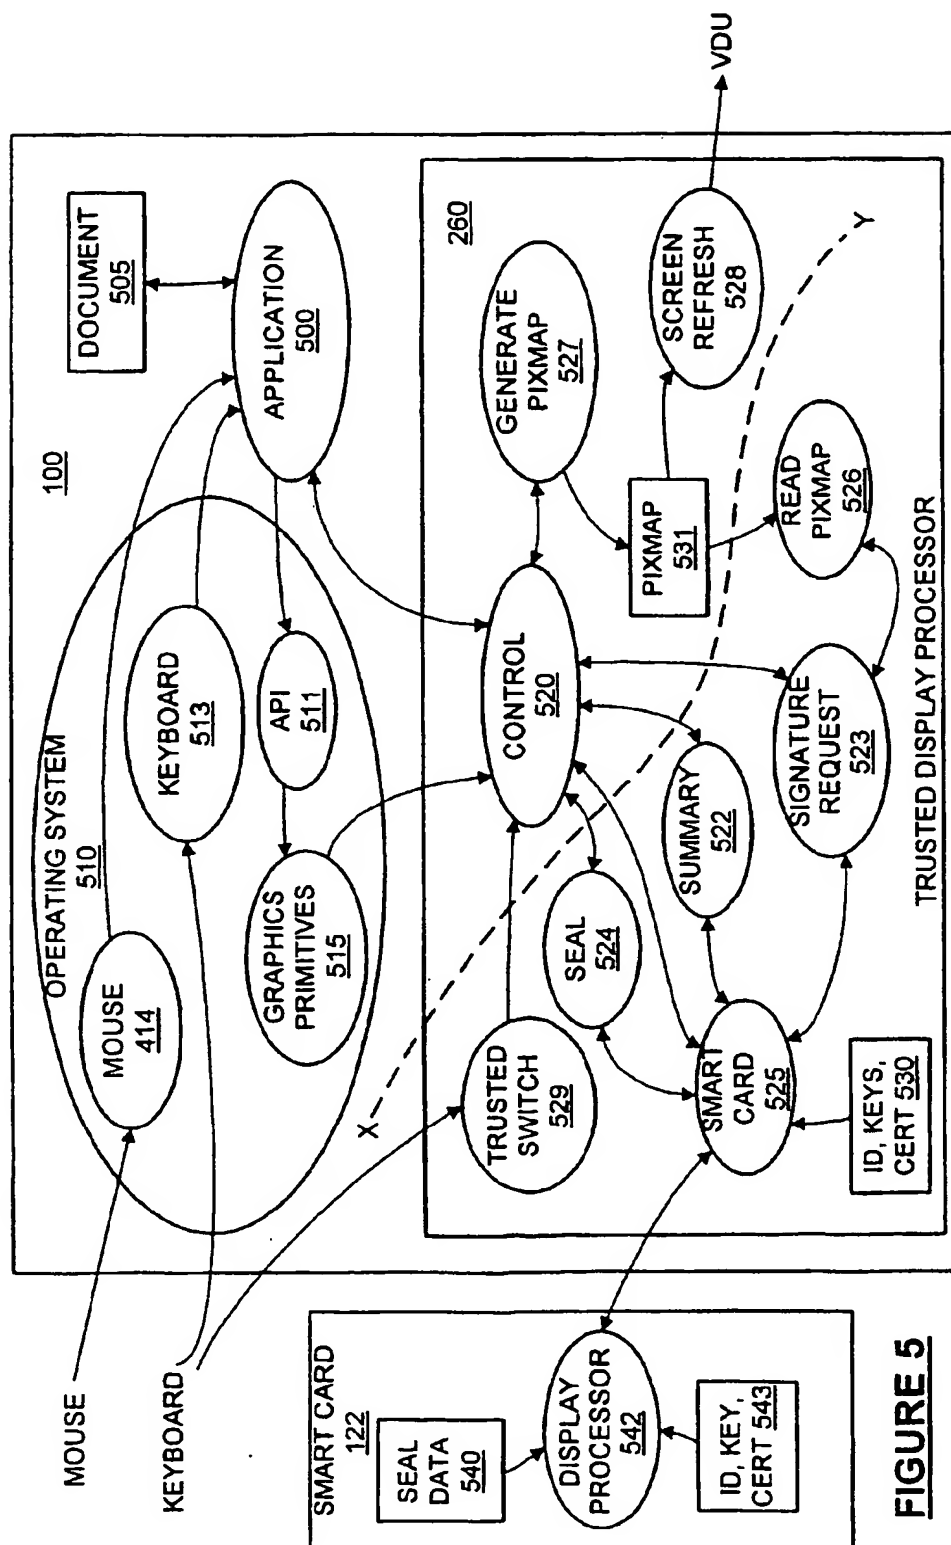 MOUSE
KEYBOARD
100
OPERATING SYSTEM
510
MOUSE
414
KEYBOARD
513
API
511
GRAPHICS
PRIMITIVES
515
DOCUMENT
505
APPLICATION
500
VDU
X
Y
260
TRUSTED
SWITCH
529
CONTROL
520
GENERATE
PIXMAP
527
SEAL
524
PIXMAP
531
SCREEN
REFRESH
528
SUMMARY
522
READ
PIXMAP
526
SMART
CARD
525
SIGNATURE
REQUEST
523
ID, KEYS,
CERT 530
TRUSTED DISPLAY PROCESSOR
SMART CARD
122
SEAL
DATA
540
DISPLAY
PROCESSOR
542
ID, KEY,
CERT 543
FIGURE 5